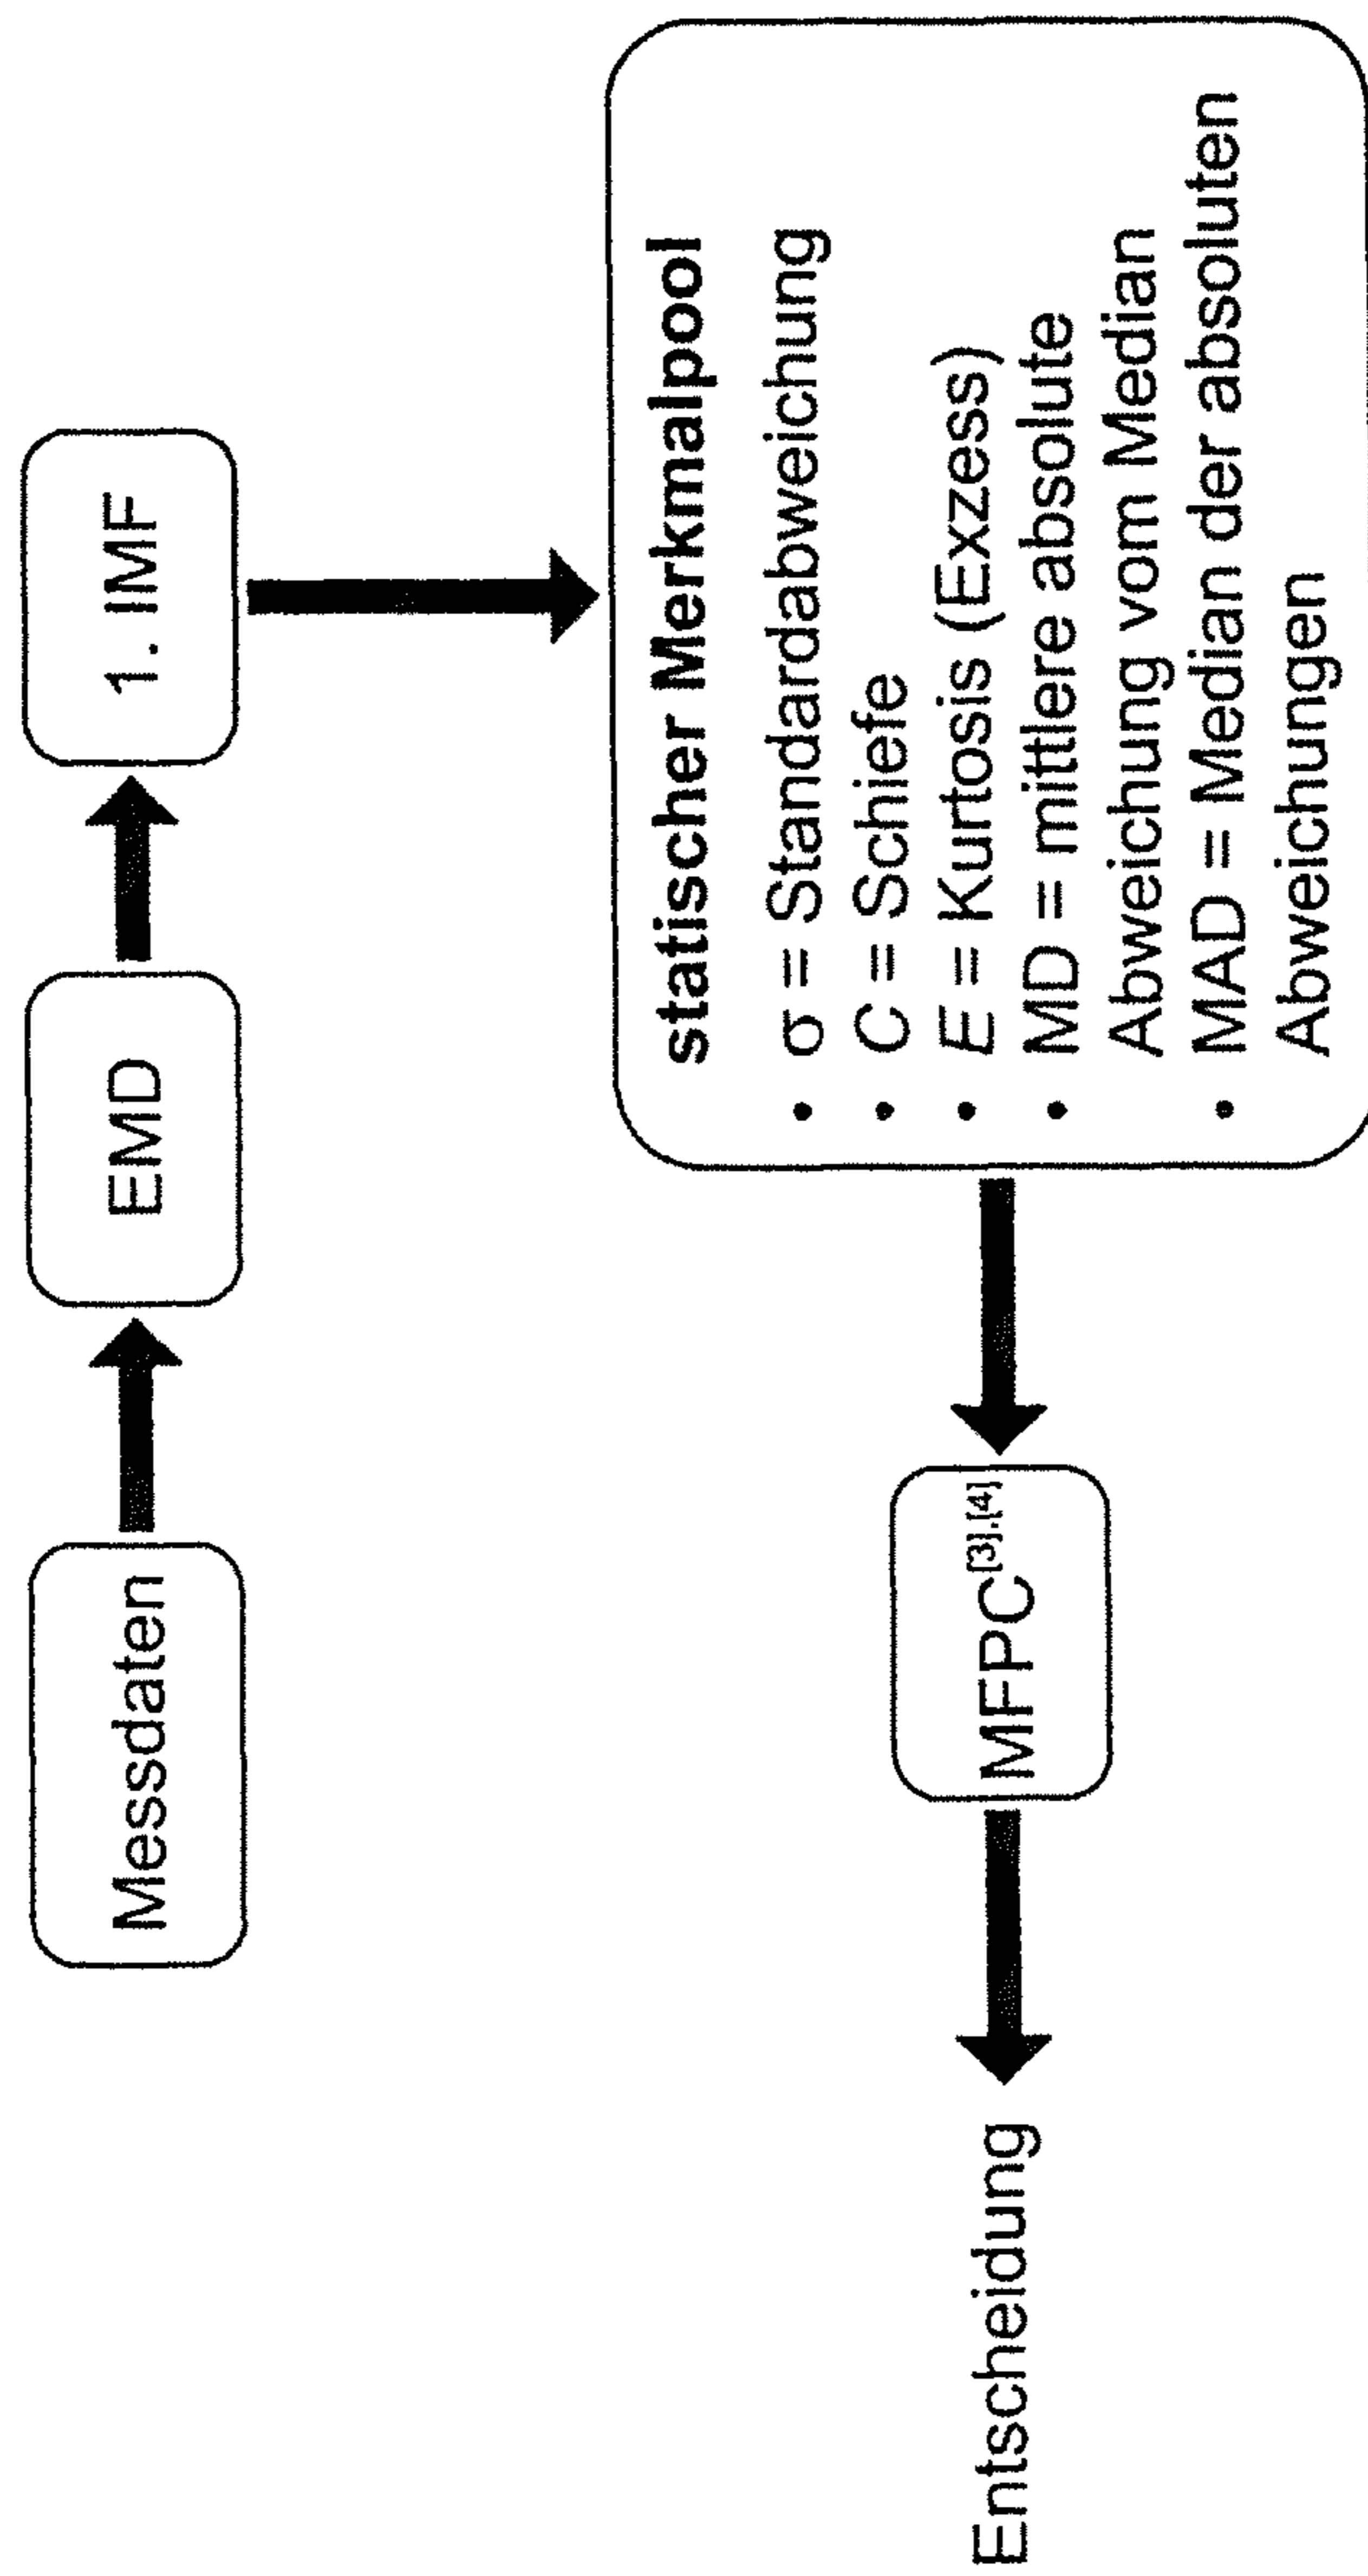 Messdaten
EMD
1. IMF
statischer Merkmalpool
• σ = Standardabweichung
• C = Schiefe
• E = Kurtosis (Exzess)
• MD = mittlere absolute
Abweichung vom Median
• MAD = Median der absoluten
Abweichungen
MFPC[3],[4]
Entscheidung